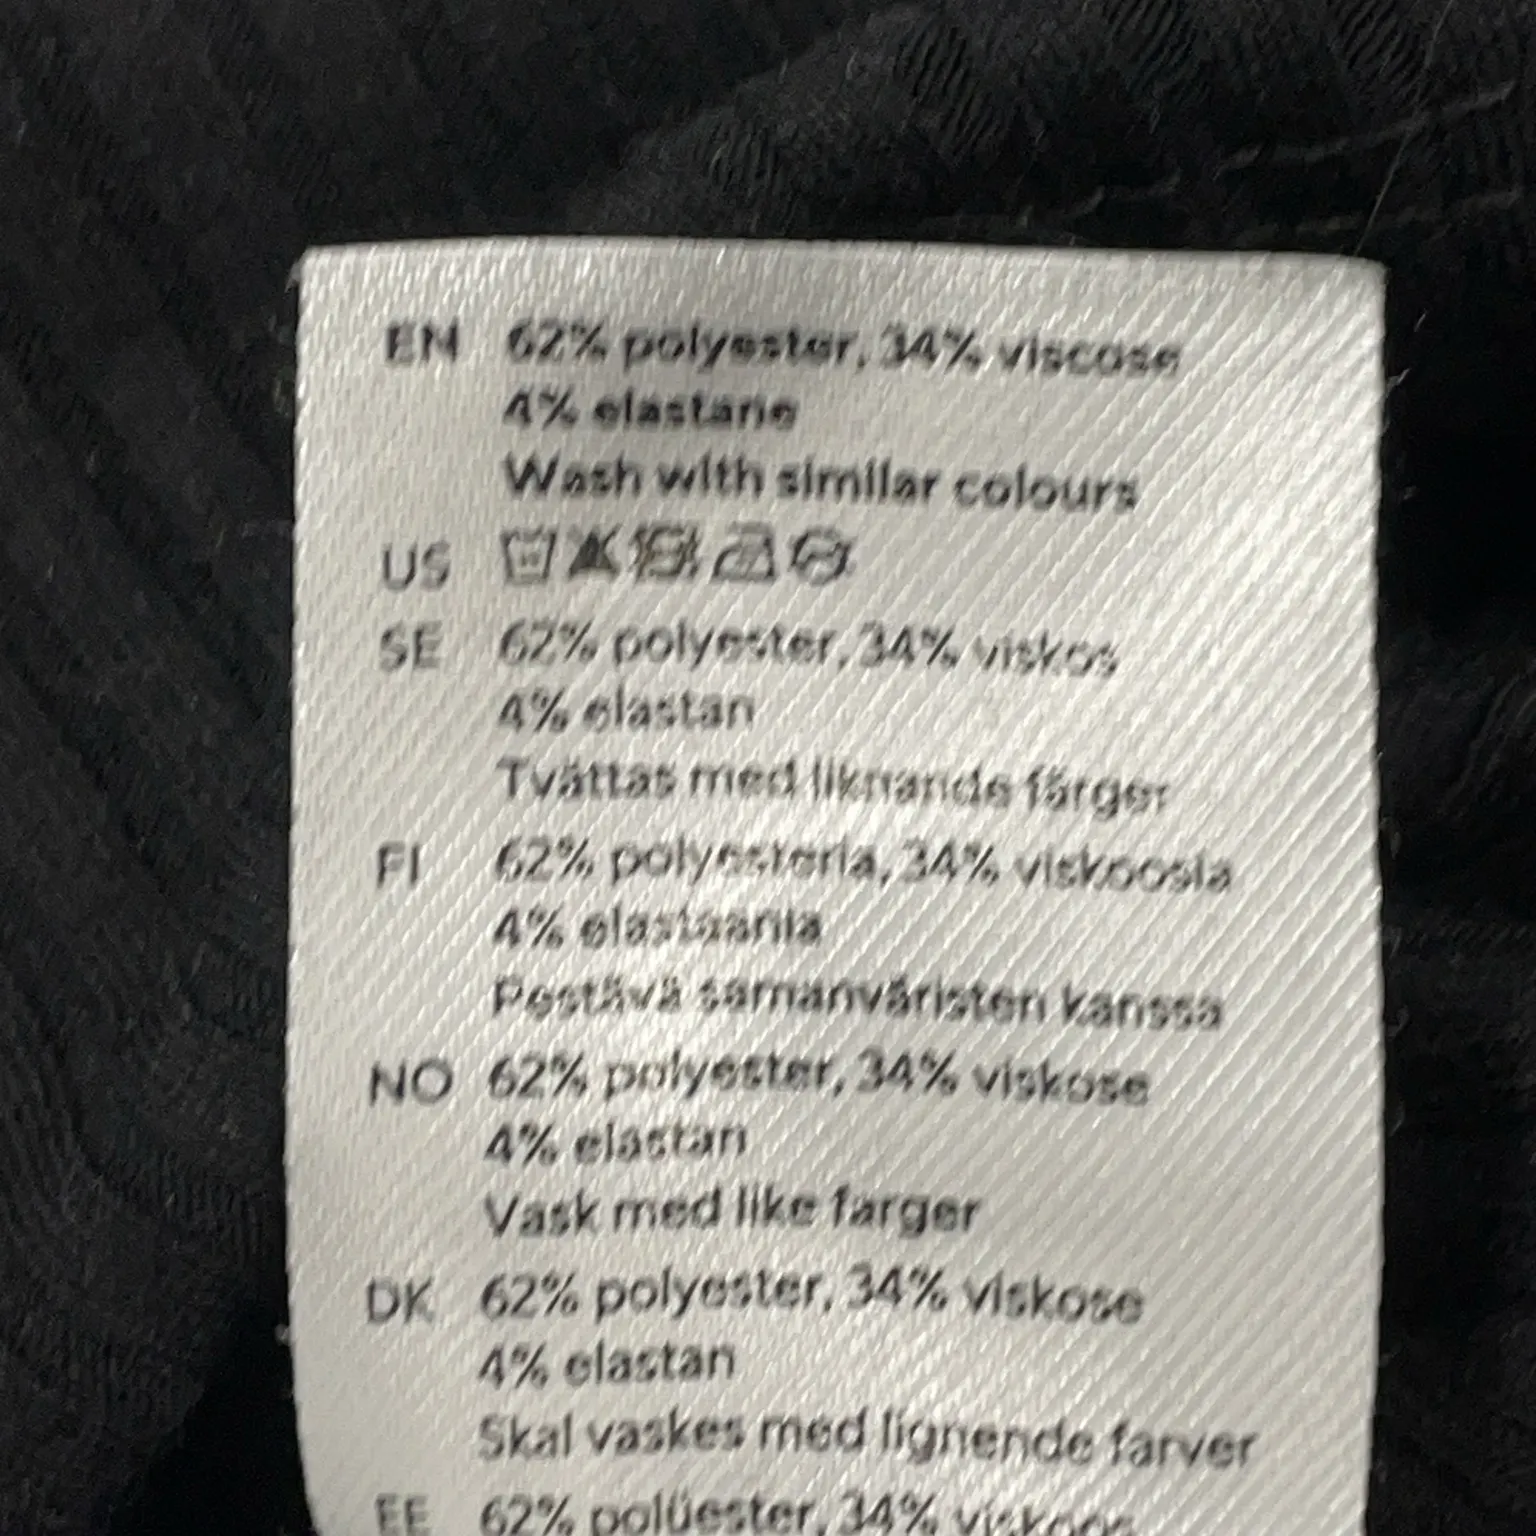 EN 62% polyester, 34% viscose
4% elastane
Wash with similar colours
US
SE 62% polyester, 34% viskos
4% elastan
Tvättas med liknande färger
FI 62% polyesteria, 34% viskoosia
4% elastaania
Pestävä samanväristen kanssa
NO 62% polyester, 34% viskose
4% elastan
Vask med like farger
DK 62% polyester, 34% viskose
4% elastan
Skal vaskes med lignende farver
EE 62% polüester, 34% viskoos